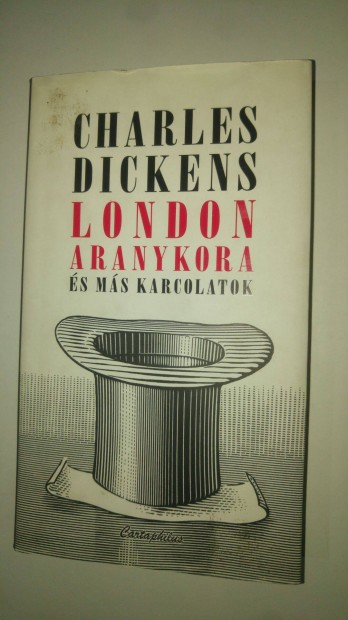 CHARLES
DICKENS
LONDON
ARANYKORA
ÉS MÁS KARCOLATOK
Cartaphilus